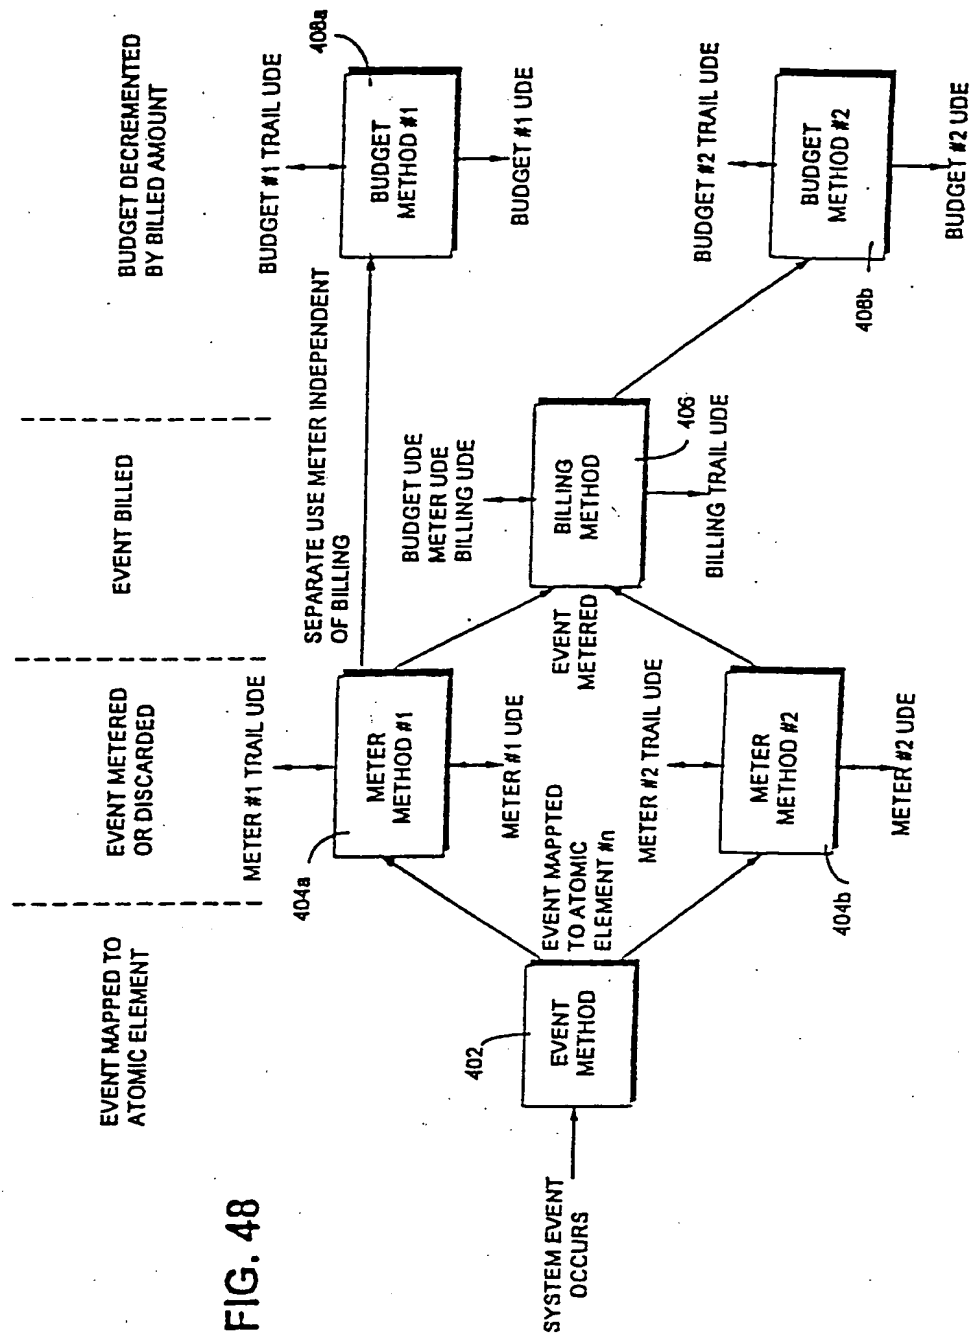 FIG. 48
EVENT MAPPED TO
ATOMIC ELEMENT
EVENT METERED
OR DISCARDED
EVENT BILLED
BUDGET DECREMENTED
BY BILLED AMOUNT
SYSTEM EVENT
OCCURS
402
EVENT
METHOD
EVENT MAPPTED
TO ATOMIC
ELEMENT #n
METER #1 TRAIL UDE
404a
METER
METHOD #1
METER #1 UDE
METER #2 TRAIL UDE
METER
METHOD #2
404b
METER #2 UDE
SEPARATE USE METER INDEPENDENT
OF BILLING
EVENT
METERED
BUDGET UDE
METER UDE
BILLING UDE
BILLING
METHOD
406
BILLING TRAIL UDE
BUDGET #1 TRAIL UDE
408a
BUDGET
METHOD #1
BUDGET #1 UDE
BUDGET #2 TRAIL UDE
BUDGET
METHOD #2
408b
BUDGET #2 UDE